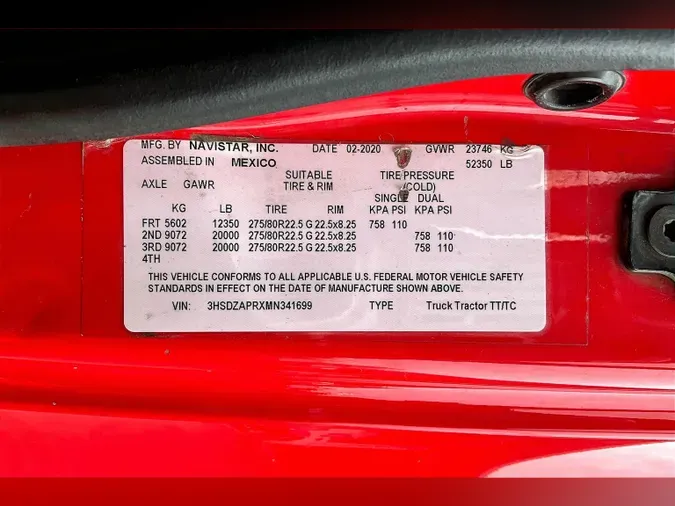 MFG. BY NAVISTAR, INC. DATE 02-2020 GVWR 23746 KG
ASSEMBLED IN MEXICO 52350 LB
SUITABLE TIRE PRESSURE
AXLE GAWR TIRE & RIM (COLD)
SINGLE DUAL
KG LB TIRE RIM KPA PSI KPA PSI
FRT 5602 12350 275/80R22.5 G 22.5x8.25 758 110
2ND 9072 20000 275/80R22.5 G 22.5x8.25 758 110
3RD 9072 20000 275/80R22.5 G 22.5x8.25 758 110
4TH
THIS VEHICLE CONFORMS TO ALL APPLICABLE U.S. FEDERAL MOTOR VEHICLE SAFETY
STANDARDS IN EFFECT ON THE DATE OF MANUFACTURE SHOWN ABOVE.
VIN: 3HSDZAPRXMN341699 TYPE Truck Tractor TT/TC